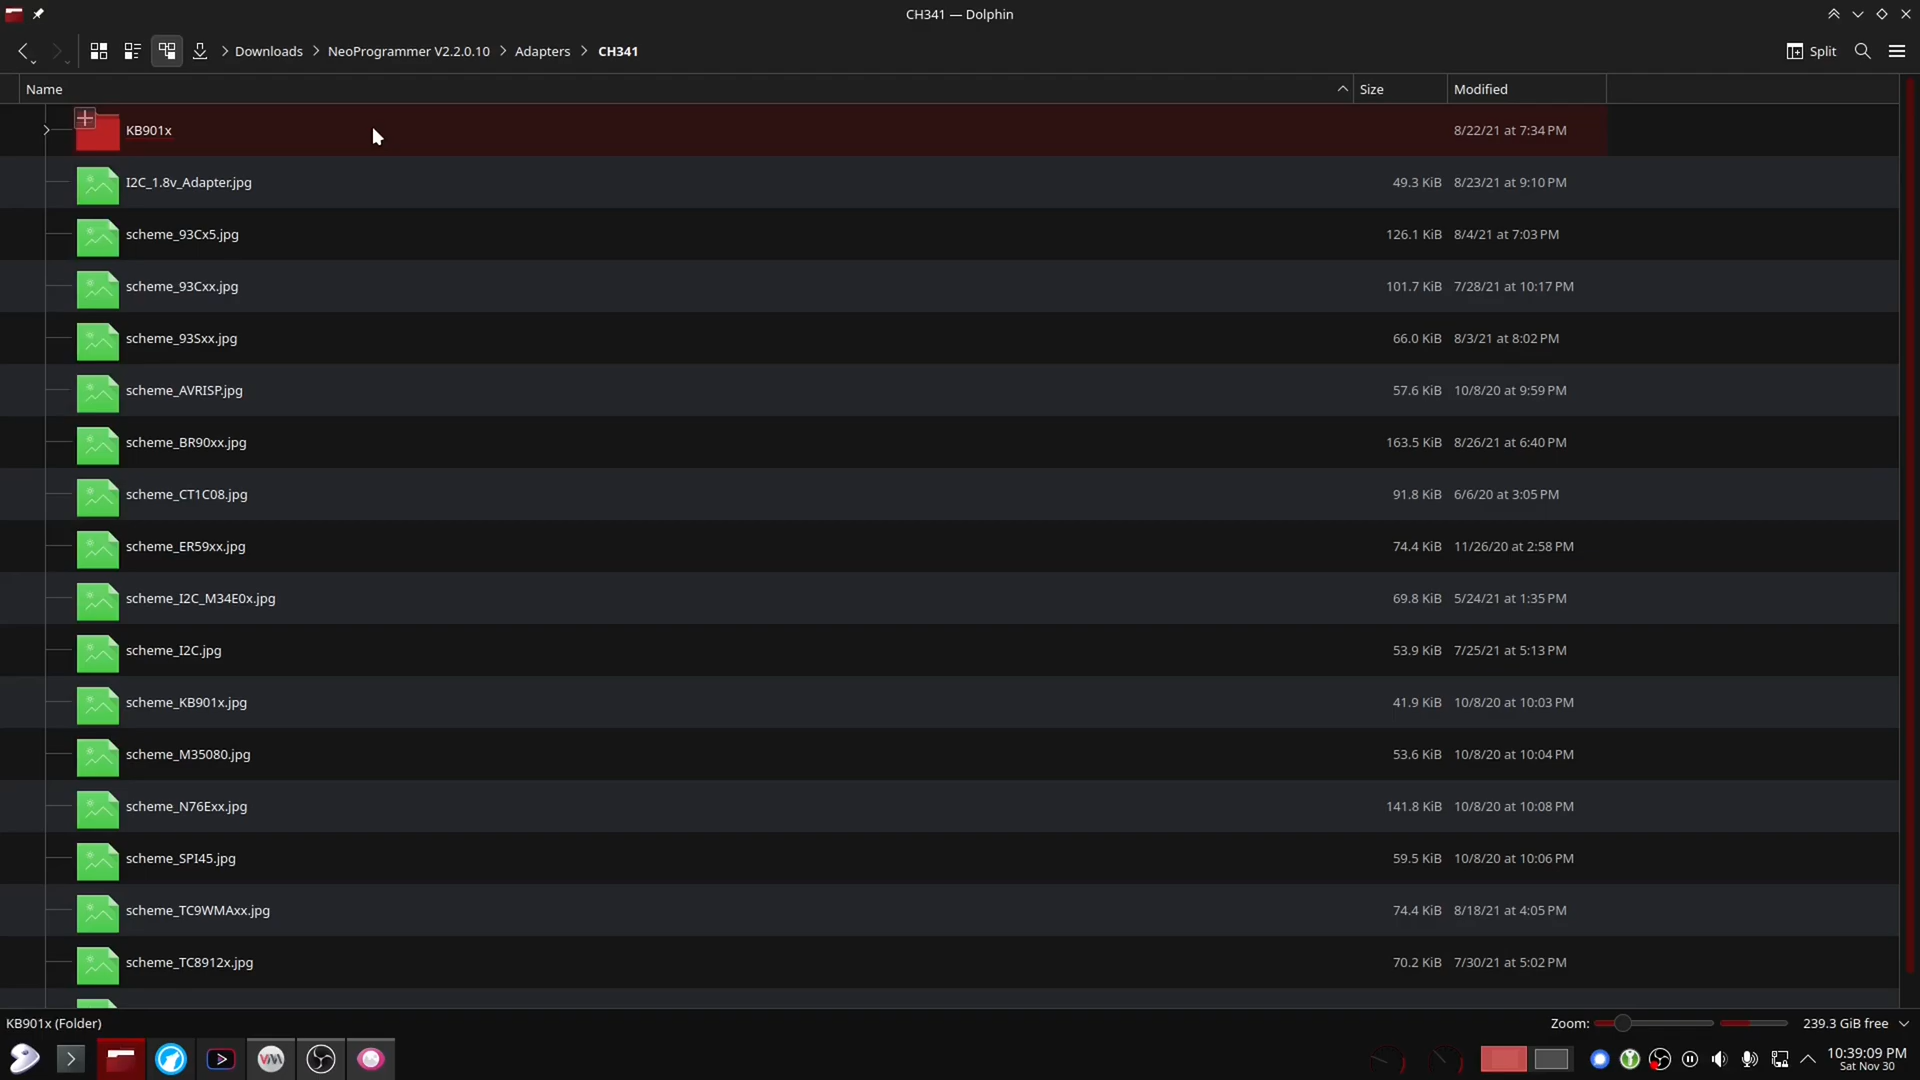 CH341 — Dolphin
Downloads > NeoProgrammer V2.2.0.10 > Adapters > CH341
Split
Name Size Modified
KB901x 8/22/21 at 7:34 PM
I2C_1.8v_Adapter.jpg 49.3 KiB 8/23/21 at 9:10 PM
scheme_93Cx5.jpg 126.1 KiB 8/4/21 at 7:03 PM
scheme_93Cxx.jpg 101.7 KiB 7/28/21 at 10:17 PM
scheme_93Sxx.jpg 66.0 KiB 8/3/21 at 8:02 PM
scheme_AVRISP.jpg 57.6 KiB 10/8/20 at 9:59 PM
scheme_BR90xx.jpg 163.5 KiB 8/26/21 at 6:40 PM
scheme_CT1C08.jpg 91.8 KiB 6/6/20 at 3:05 PM
scheme_ER59xx.jpg 74.4 KiB 11/26/20 at 2:58 PM
scheme_I2C_M34E0x.jpg 69.8 KiB 5/24/21 at 1:35 PM
scheme_I2C.jpg 53.9 KiB 7/25/21 at 5:13 PM
scheme_KB901x.jpg 41.9 KiB 10/8/20 at 10:03 PM
scheme_M35080.jpg 53.6 KiB 10/8/20 at 10:04 PM
scheme_N76Exx.jpg 141.8 KiB 10/8/20 at 10:08 PM
scheme_SPI45.jpg 59.5 KiB 10/8/20 at 10:06 PM
scheme_TC9WMAxx.jpg 74.4 KiB 8/18/21 at 4:05 PM
scheme_TC8912x.jpg 70.2 KiB 7/30/21 at 5:02 PM
KB901x (Folder) Zoom: 239.3 GiB free
10:39:09 PM
Sat Nov 30